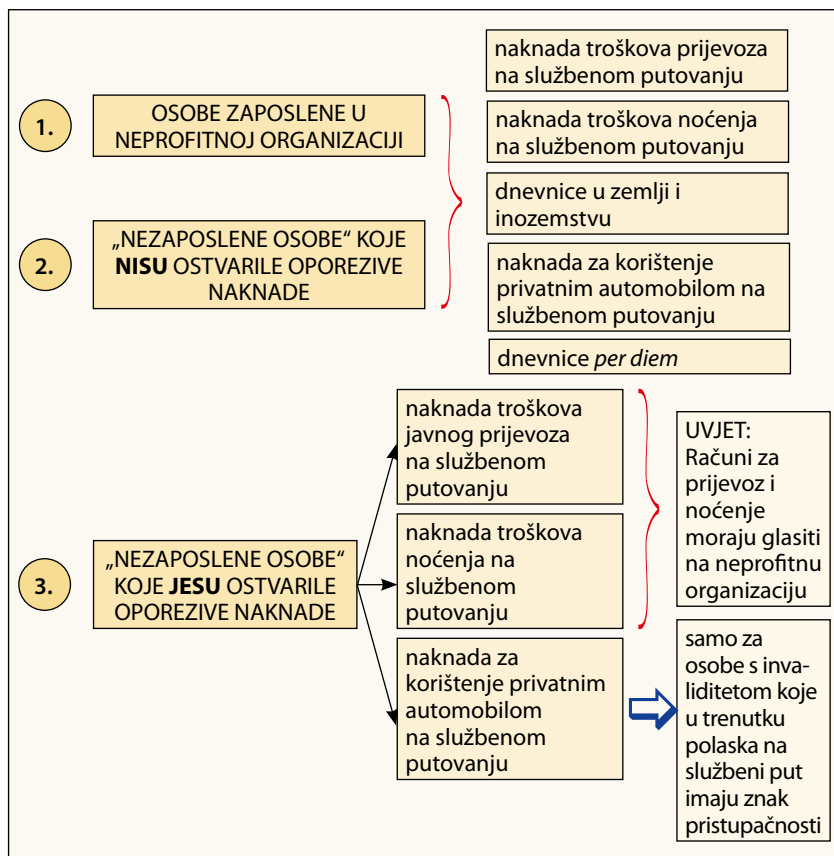 1.
OSOBE ZAPOSLENE U
NEPROFITNOJ ORGANIZACIJI
2.
„NEZAPOSLENE OSOBE“ KOJE
NISU OSTVARILE OPOREZIVE
NAKNADE
naknada troškova prijevoza
na službenom putovanju
naknada troškova noćenja
na službenom putovanju
dnevnice u zemlji i
inozemstvu
naknada za korištenje
privatnim automobilom na
službenom putovanju
dnevnice per diem
3.
„NEZAPOSLENE OSOBE“
KOJE JESU OSTVARILE
OPOREZIVE NAKNADE
naknada troškova
javnog prijevoza
na službenom
putovanju
naknada troškova
noćenja na
službenom
putovanju
UVJET:
Računi za
prijevoz i
noćenje
moraju glasiti
na neprofitnu
organizaciju
naknada za
korištenje privatnim
automobilom
na službenom
putovanju
samo za
osobe s inva-
liditetom koje
u trenutku
polaska na
službeni put
imaju znak
pristupačnosti